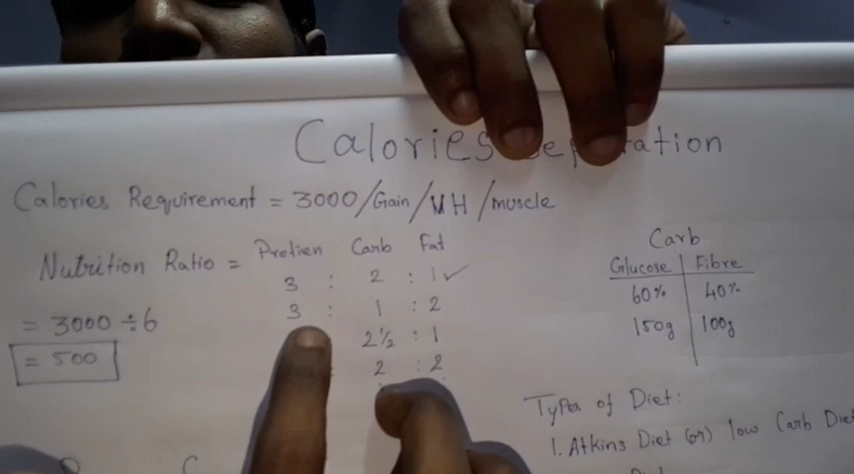 Calories
Calories Requirement = 3000/Gain/MH/muscle
Nutrition Ratio = Protien Carb Fat
3 : 2 : 1 ✓
3 : 1 : 2
2½ : 1
: 2 : 2
= 3000 ÷ 6
= 500
Carb
Glucose | Fibre
60% | 40%
150g | 100g
Types of Diet:
1. Atkins Diet (or) low Carb Diet